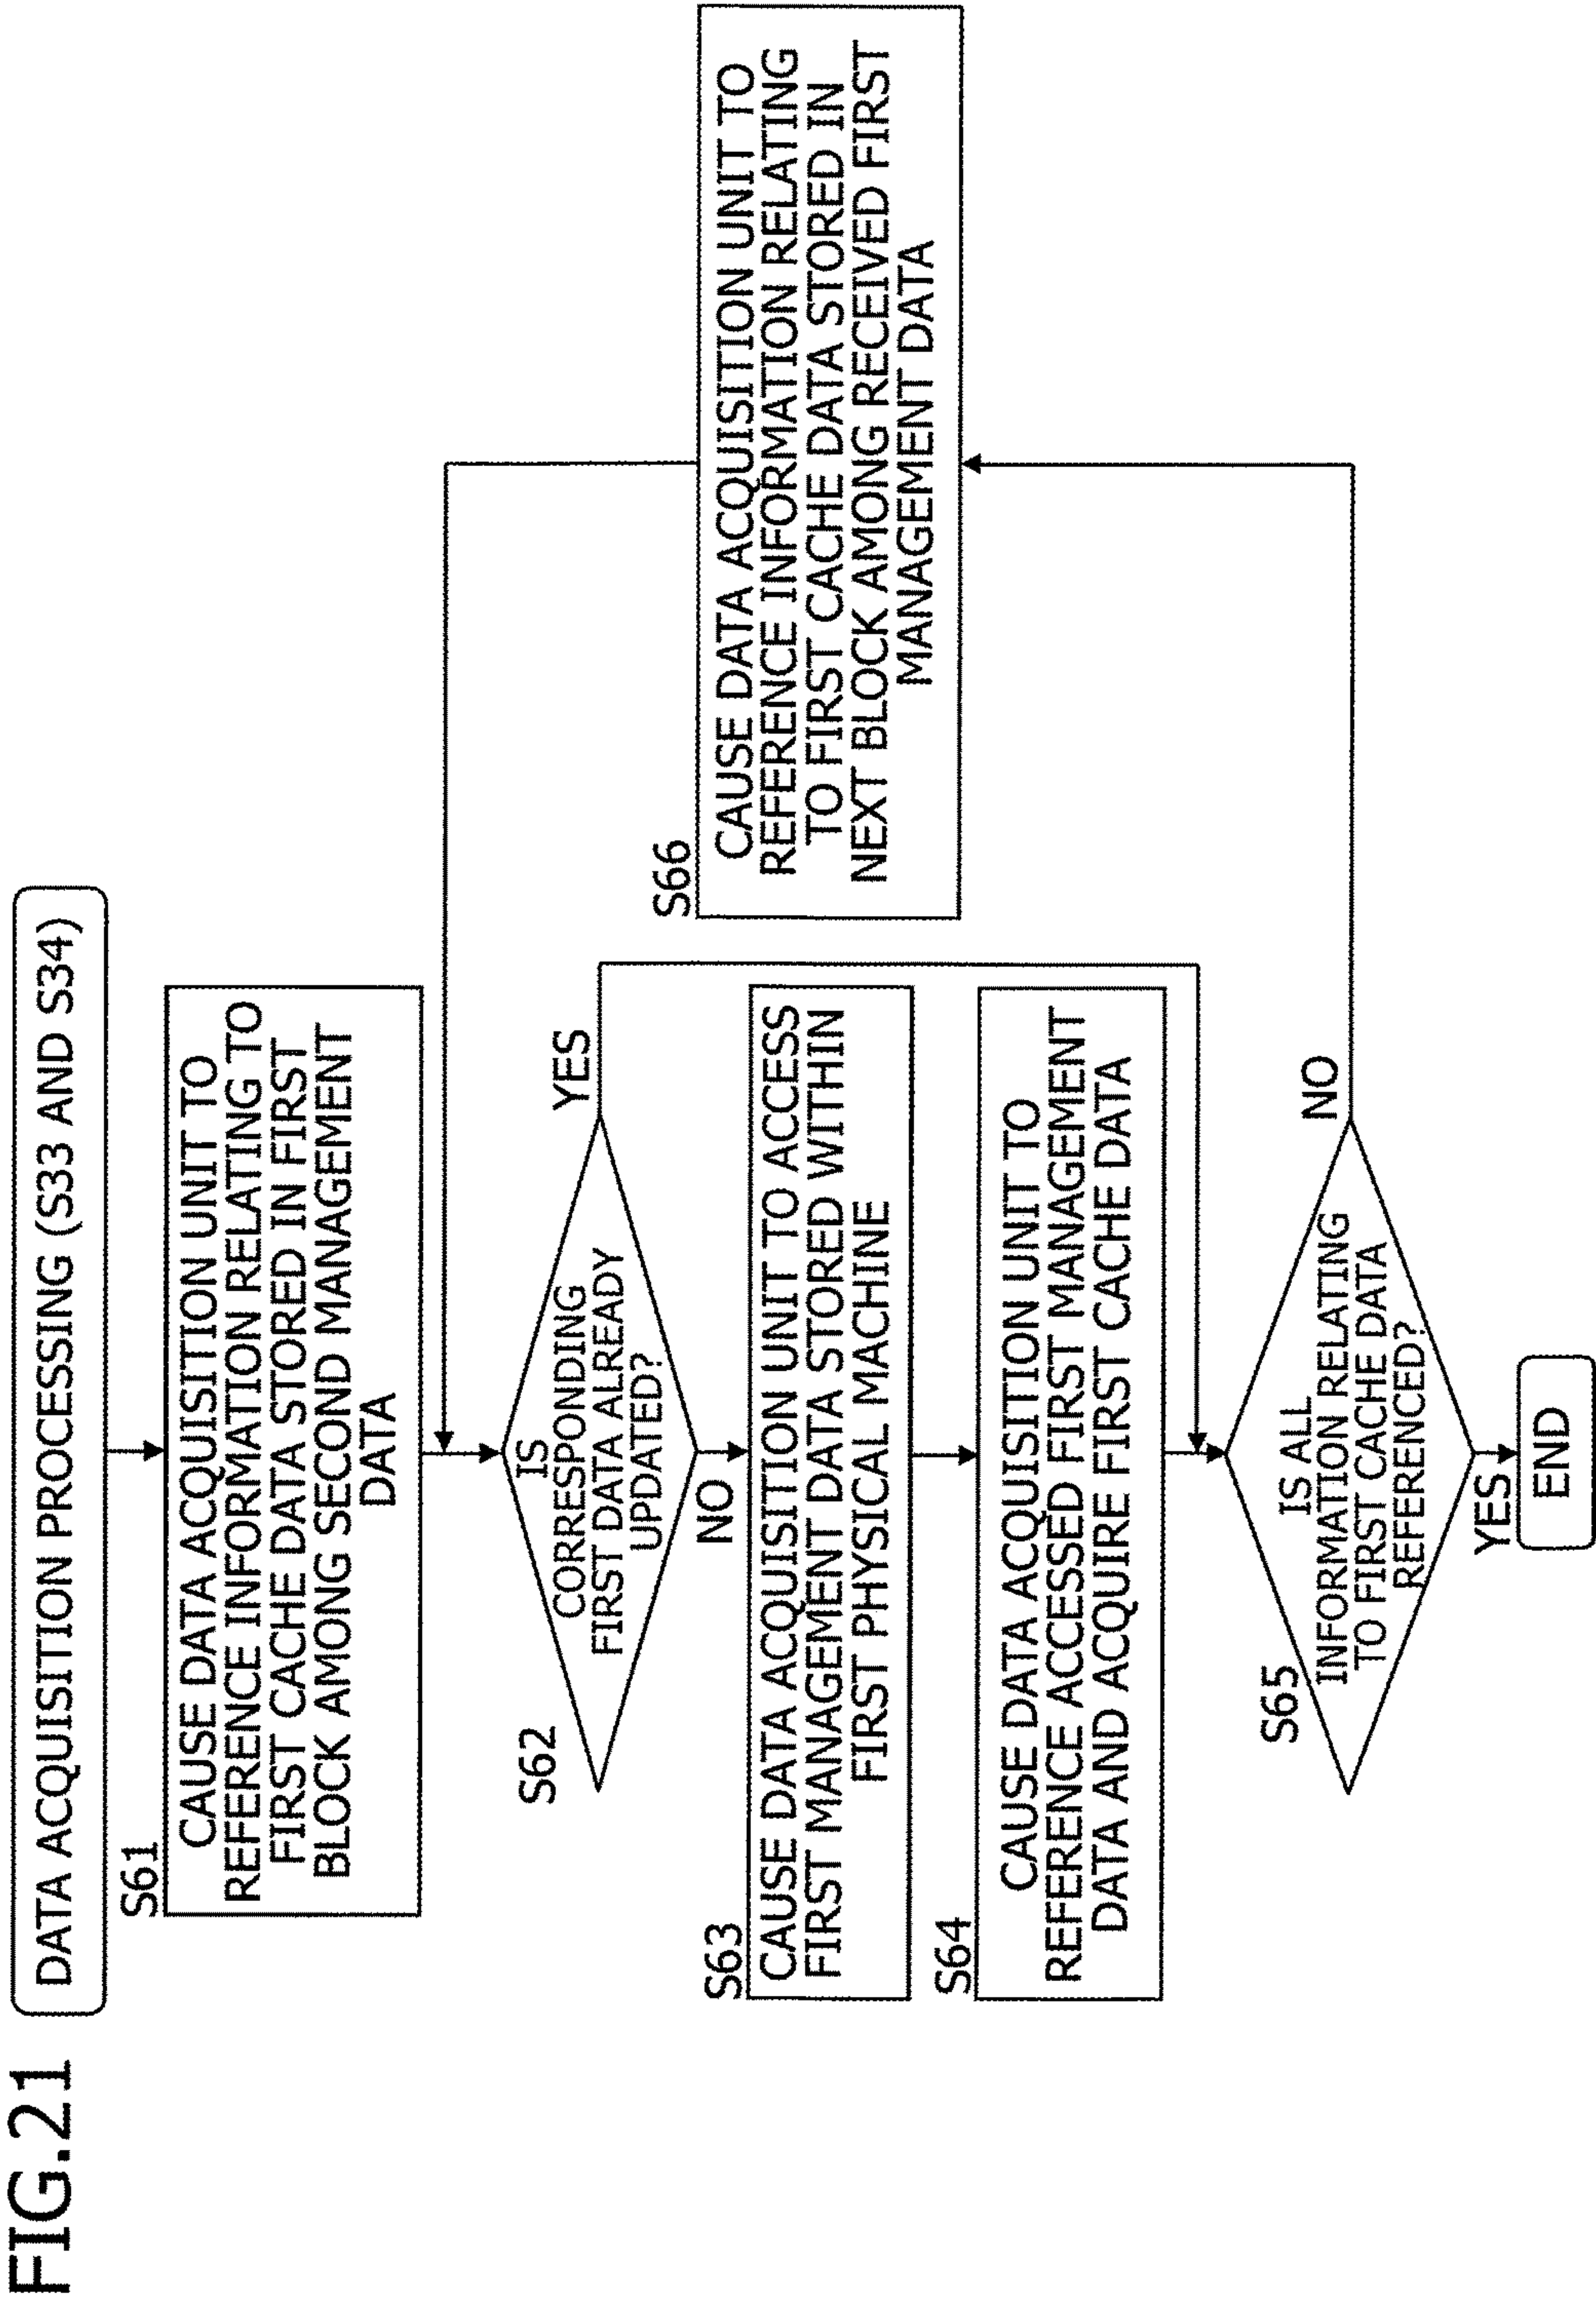 FIG.21
DATA ACQUISITION PROCESSING (S33 AND S34)
S61
CAUSE DATA ACQUISITION UNIT TO
REFERENCE INFORMATION RELATING TO
FIRST CACHE DATA STORED IN FIRST
BLOCK AMONG SECOND MANAGEMENT
DATA
S62
IS
CORRESPONDING
FIRST DATA ALREADY
UPDATED?
YES
NO
S63
CAUSE DATA ACQUISITION UNIT TO ACCESS
FIRST MANAGEMENT DATA STORED WITHIN
FIRST PHYSICAL MACHINE
S64
CAUSE DATA ACQUISITION UNIT TO
REFERENCE ACCESSED FIRST MANAGEMENT
DATA AND ACQUIRE FIRST CACHE DATA
S65
IS ALL
INFORMATION RELATING
TO FIRST CACHE DATA
REFERENCED?
NO
YES
END
S66
CAUSE DATA ACQUISITION UNIT TO
REFERENCE INFORMATION RELATING
TO FIRST CACHE DATA STORED IN
NEXT BLOCK AMONG RECEIVED FIRST
MANAGEMENT DATA